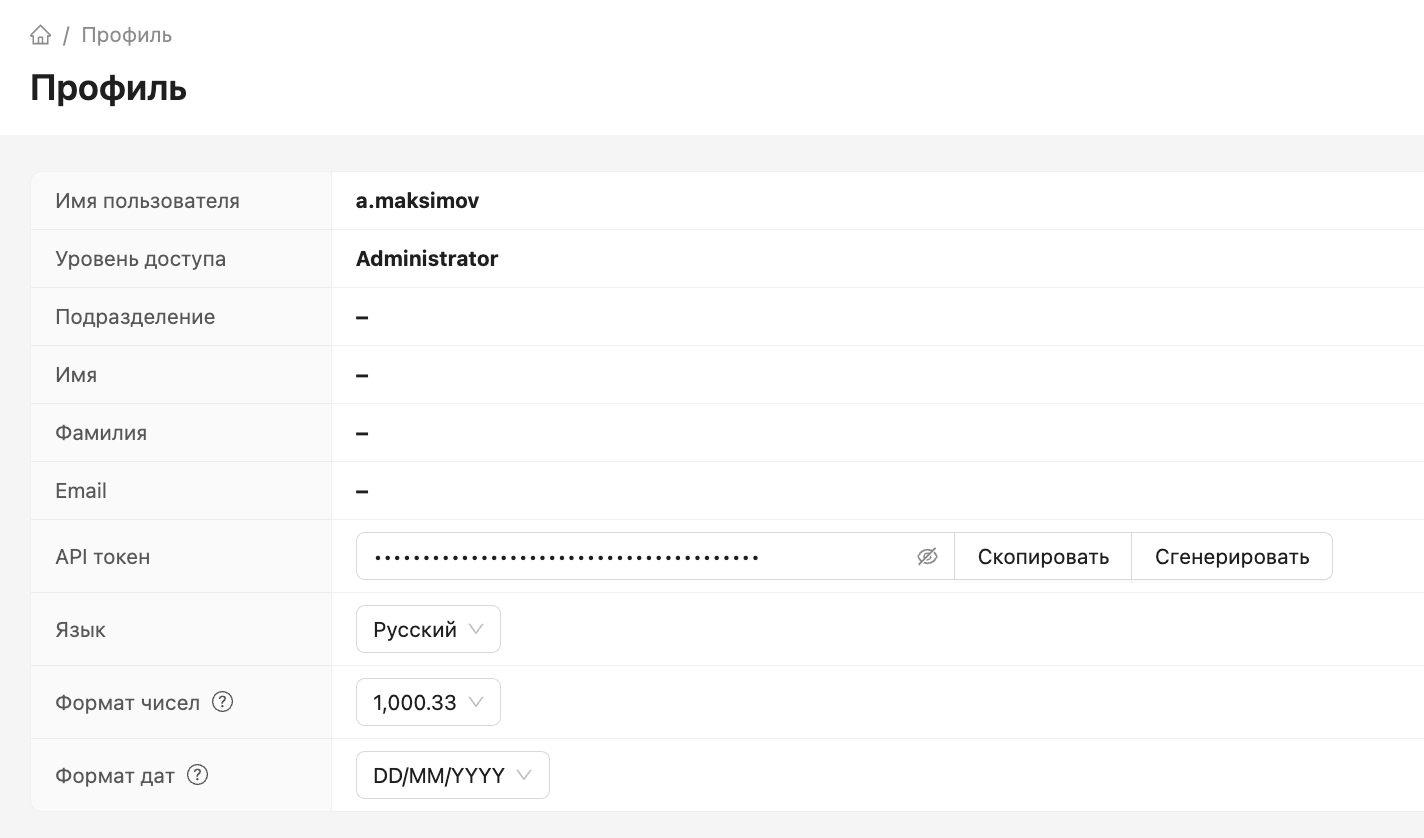 / Профиль
Профиль
Имя пользователя a.maksimov
Уровень доступа Administrator
Подразделение –
Имя –
Фамилия –
Email –
API токен •••••••••••••••••••••••••••••••••••••••• Скопировать Сгенерировать
Язык Русский
Формат чисел ? 1,000.33
Формат дат ? DD/MM/YYYY